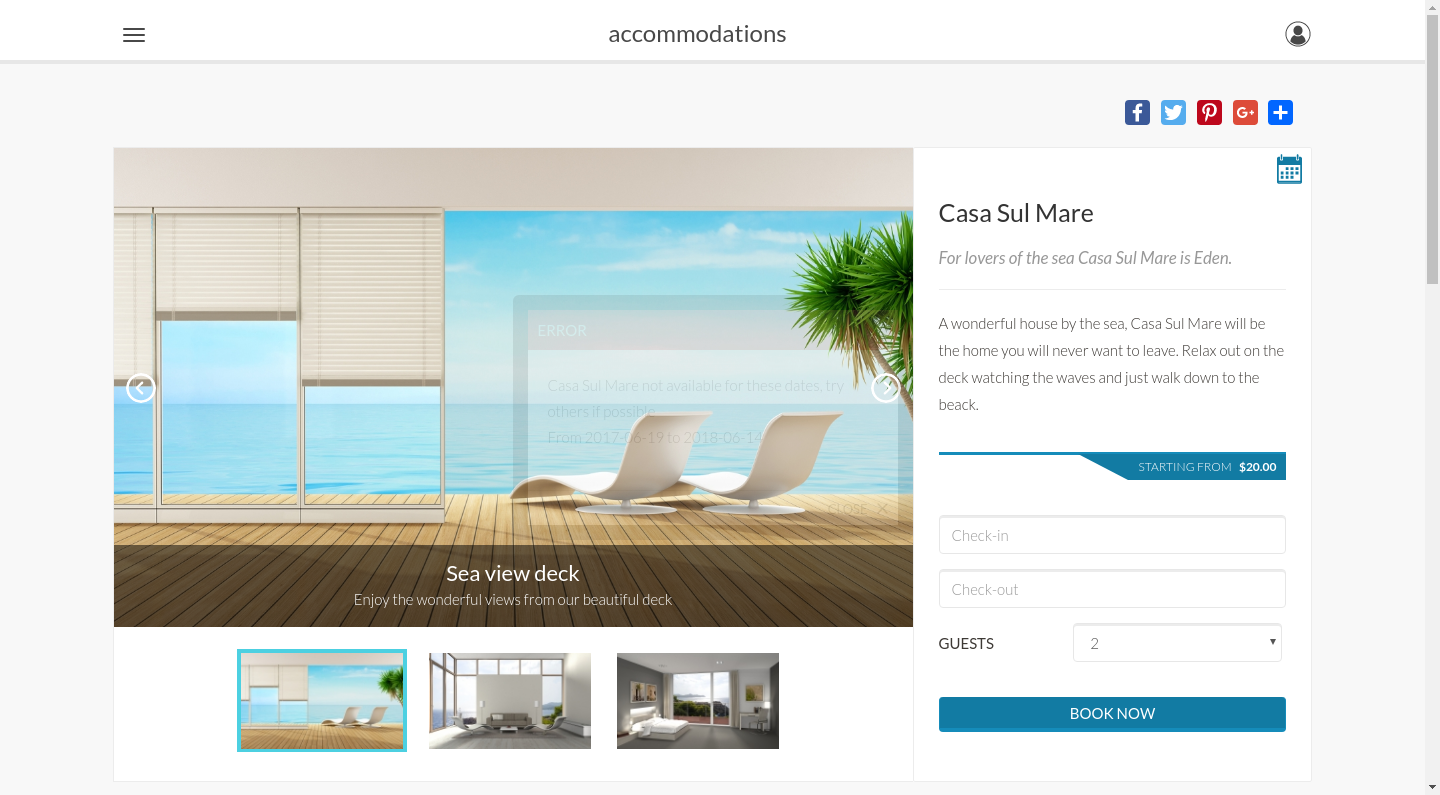 accommodations
Casa Sul Mare
For lovers of the sea Casa Sul Mare is Eden.
A wonderful house by the sea, Casa Sul Mare will be
the home you will never want to leave. Relax out on the
deck watching the waves and just walk down to the
beack.
STARTING FROM $20.00
Check-in
Check-out
GUESTS 2
BOOK NOW
ERROR
Casa Sul Mare not available for these dates, try
others if possible
From 2017-06-19 to 2018-06-14
CLOSE
Sea view deck
Enjoy the wonderful views from our beautiful deck